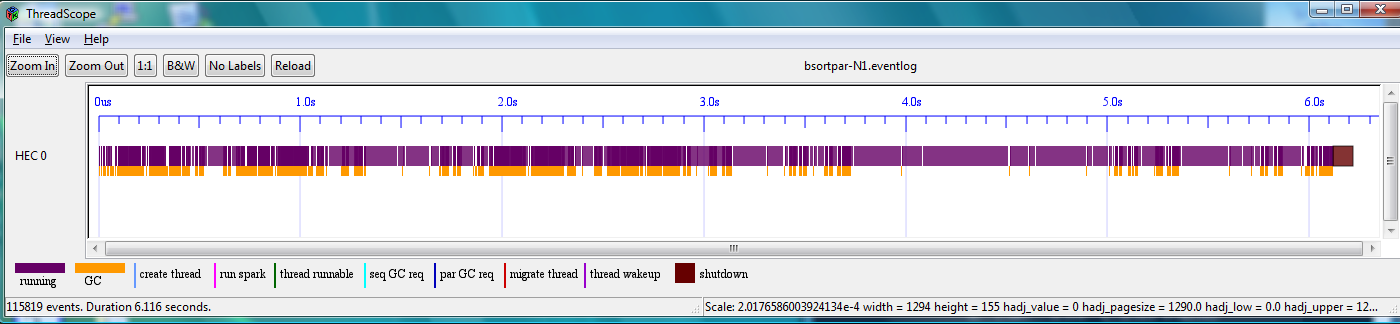 ThreadScope
File View Help
Zoom In Zoom Out 1:1 B&W No Labels Reload bsortpar-N1.eventlog
0us 1.0s 2.0s 3.0s 4.0s 5.0s 6.0s
HEC 0
running GC create thread run spark thread runnable seq GC req par GC req migrate thread thread wakeup shutdown
115819 events. Duration 6.116 seconds. Scale: 2.0176586003924134e-4 width = 1294 height = 155 hadj_value = 0 hadj_pagesize = 1290.0 hadj_low = 0.0 hadj_upper = 12...